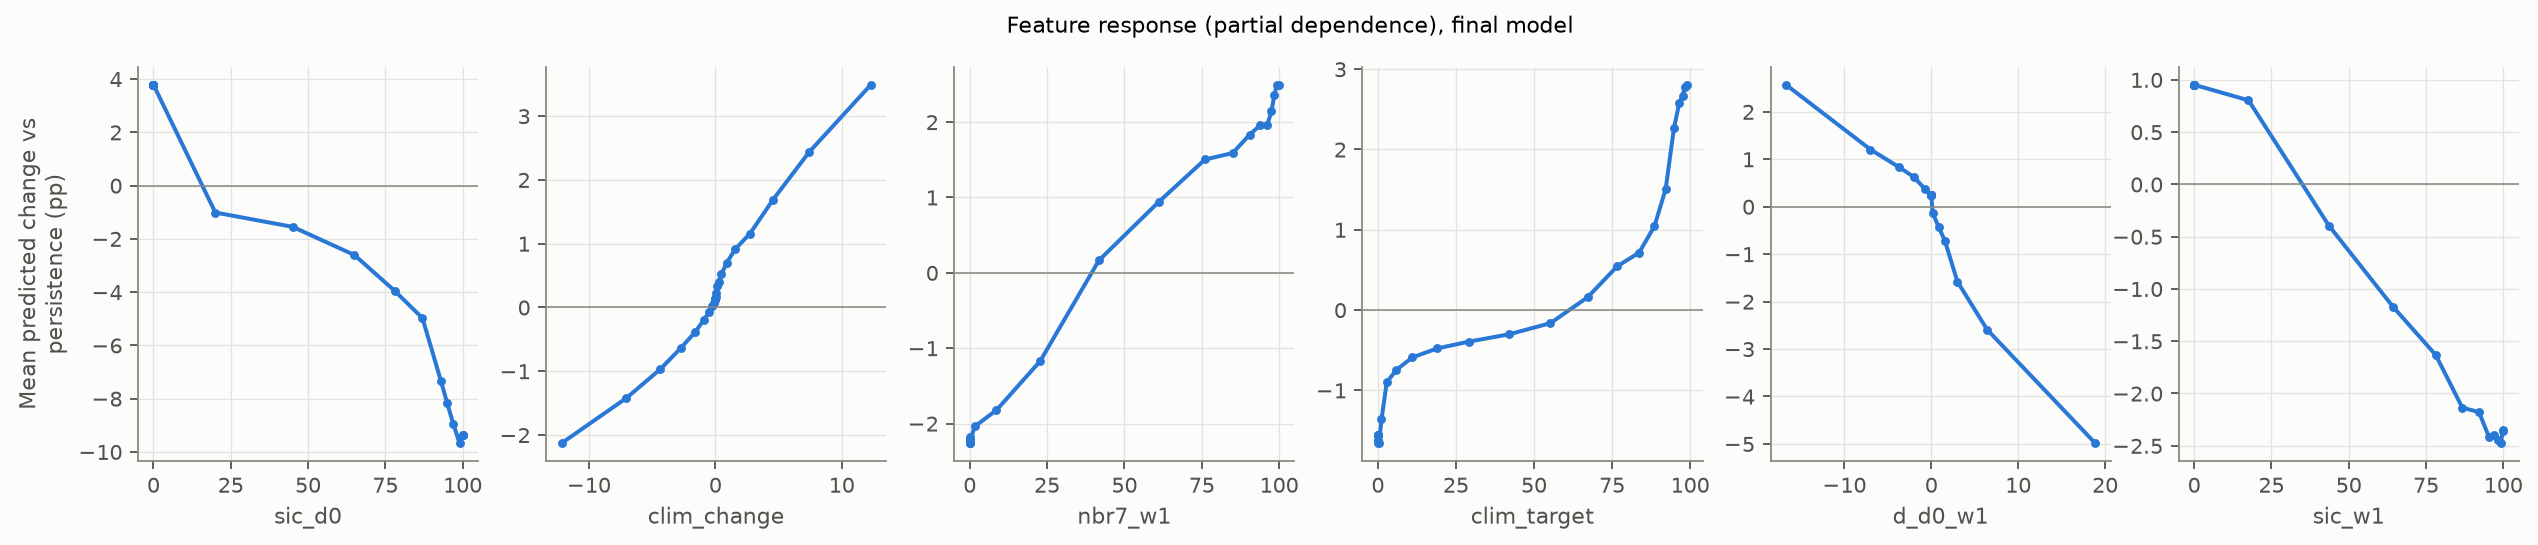 Feature response (partial dependence), final model
Mean predicted change vs
persistence (pp)
4
2
0
−2
−4
−6
−8
−10
0 25 50 75 100
sic_d0
3
2
1
0
−1
−2
−10 0 10
clim_change
2
1
0
−1
−2
0 25 50 75 100
nbr7_w1
3
2
1
0
−1
0 25 50 75 100
clim_target
2
1
0
−1
−2
−3
−4
−5
−10 0 10 20
d_d0_w1
1.0
0.5
0.0
−0.5
−1.0
−1.5
−2.0
−2.5
0 25 50 75 100
sic_w1